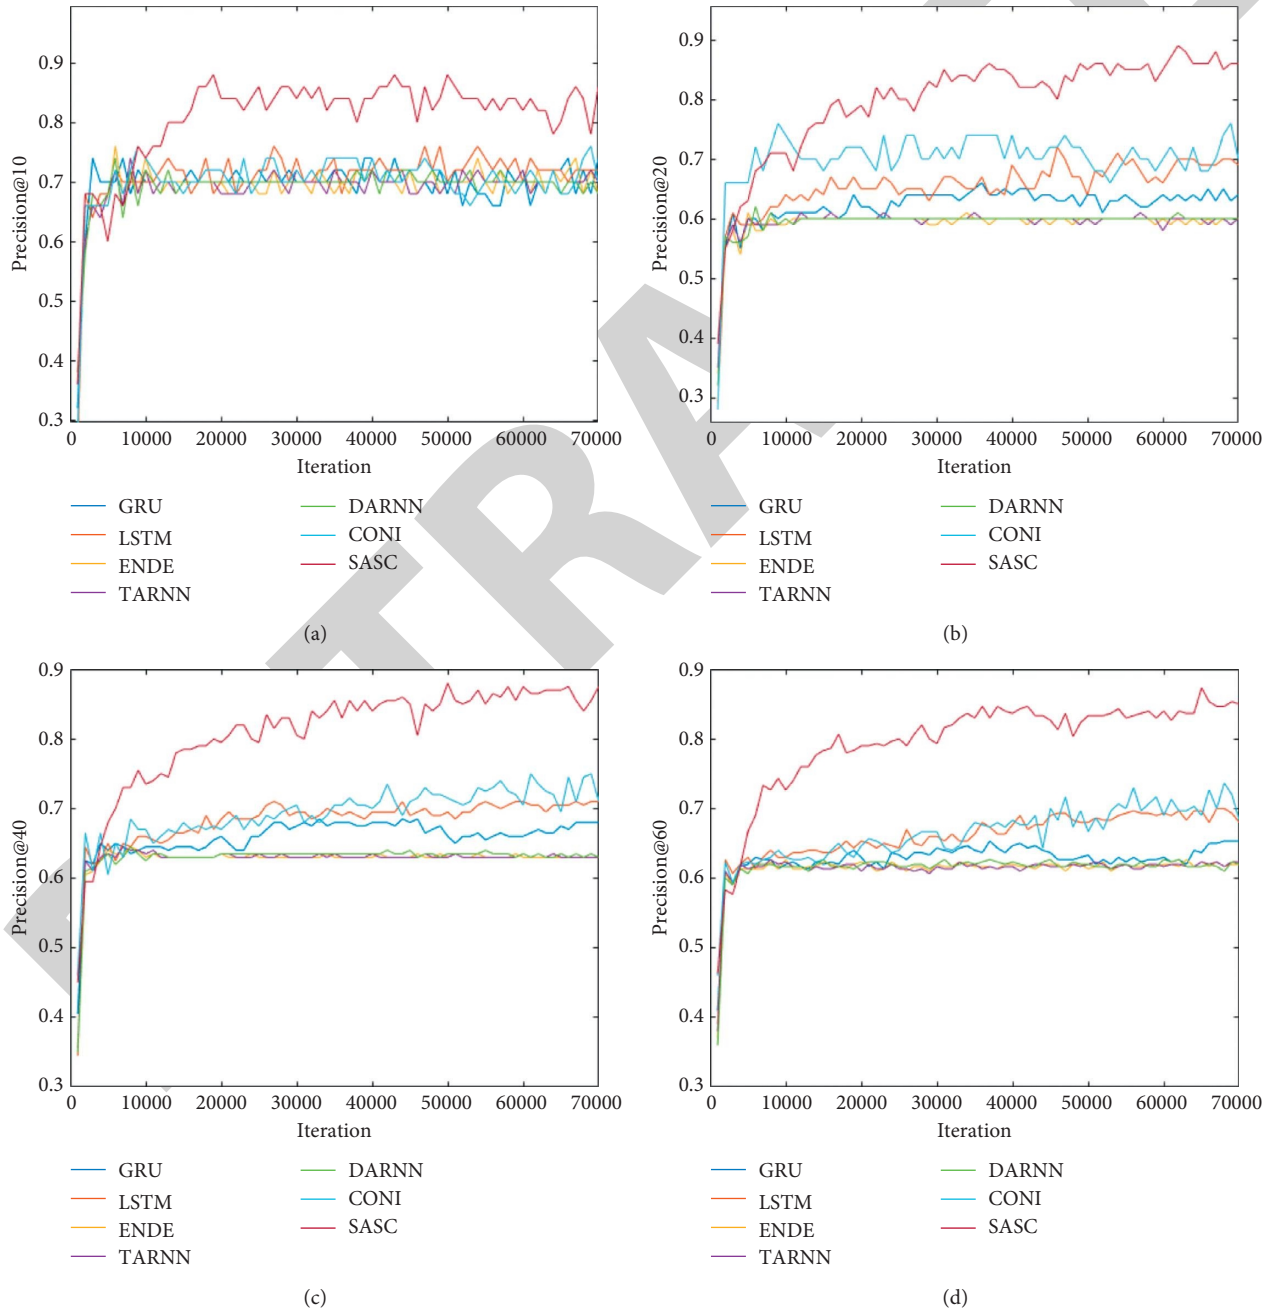 0.9
0.8
0.7
0.6
0.5
0.4
0.3
Precision@10
0 10000 20000 30000 40000 50000 60000 70000
Iteration
GRU
LSTM
ENDE
TARNN
DARNN
CONI
SASC
(a)
0.9
0.8
0.7
0.6
0.5
0.4
0.3
Precision@20
0 10000 20000 30000 40000 50000 60000 70000
Iteration
GRU
LSTM
ENDE
TARNN
DARNN
CONI
SASC
(b)
0.9
0.8
0.7
0.6
0.5
0.4
0.3
Precision@40
0 10000 20000 30000 40000 50000 60000 70000
Iteration
GRU
LSTM
ENDE
TARNN
DARNN
CONI
SASC
(c)
0.9
0.8
0.7
0.6
0.5
0.4
0.3
Precision@60
0 10000 20000 30000 40000 50000 60000 70000
Iteration
GRU
LSTM
ENDE
TARNN
DARNN
CONI
SASC
(d)